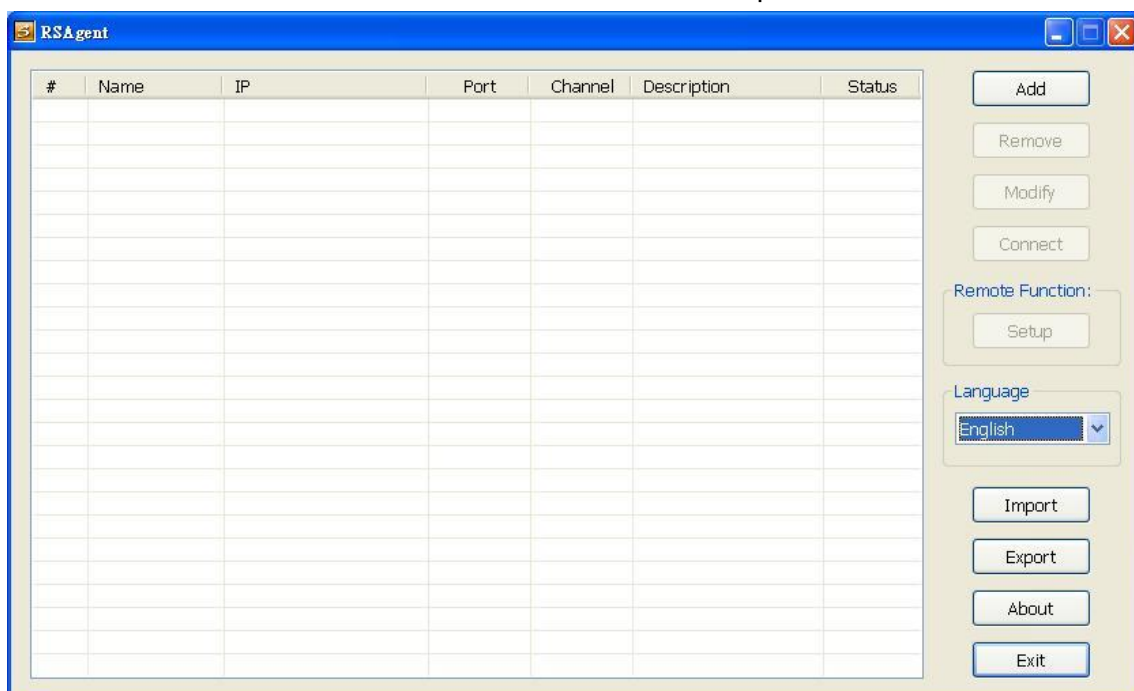 RSAgent
# Name IP Port Channel Description Status
Add
Remove
Modify
Connect
Remote Function:
Setup
Language
English
Import
Export
About
Exit